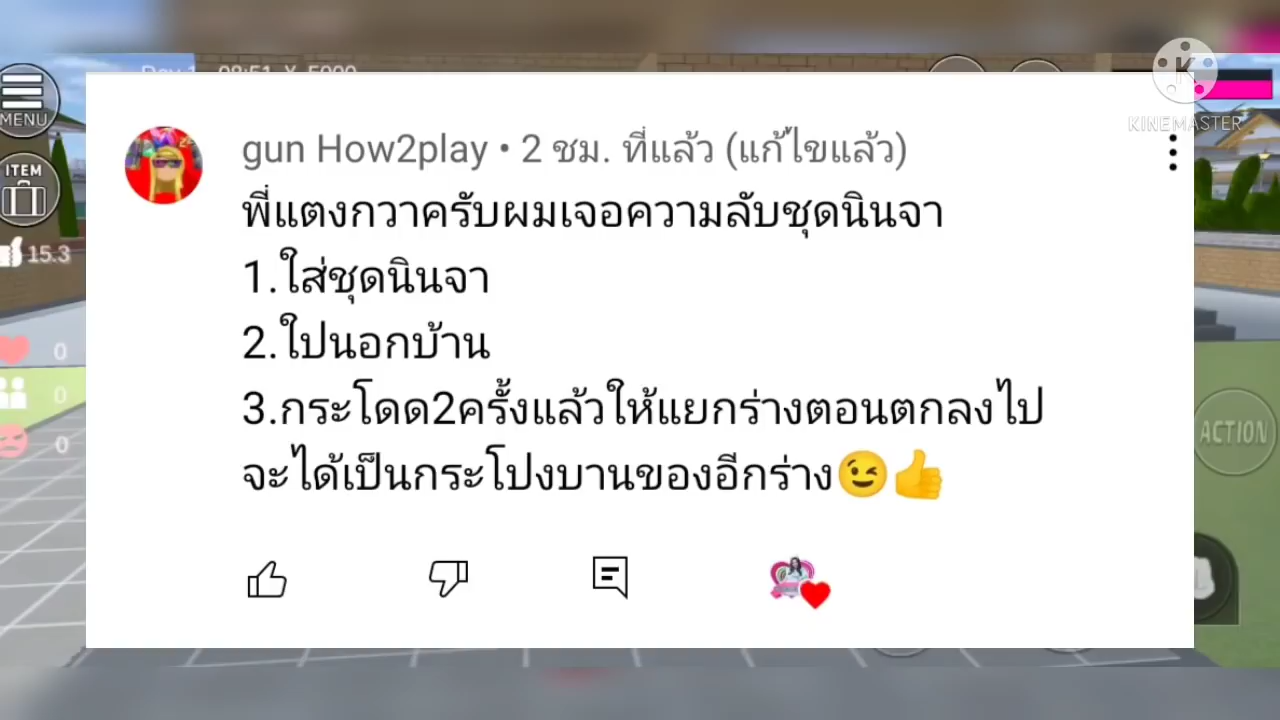 MENU
ITEM
15.3
0
0
0
gun How2play • 2 ชม. ที่แล้ว (แก้ไขแล้ว)
พี่แตงกวาครับผมเจอความลับชุดนินจา
1.ใส่ชุดนินจา
2.ใปนอกบ้าน
3.กระโดด2ครั้งแล้วให้แยกร่างตอนตกลงไป
จะได้เป็นกระโปงบานของอีกร่าง😉👍
K
KINEMASTER
ACTION